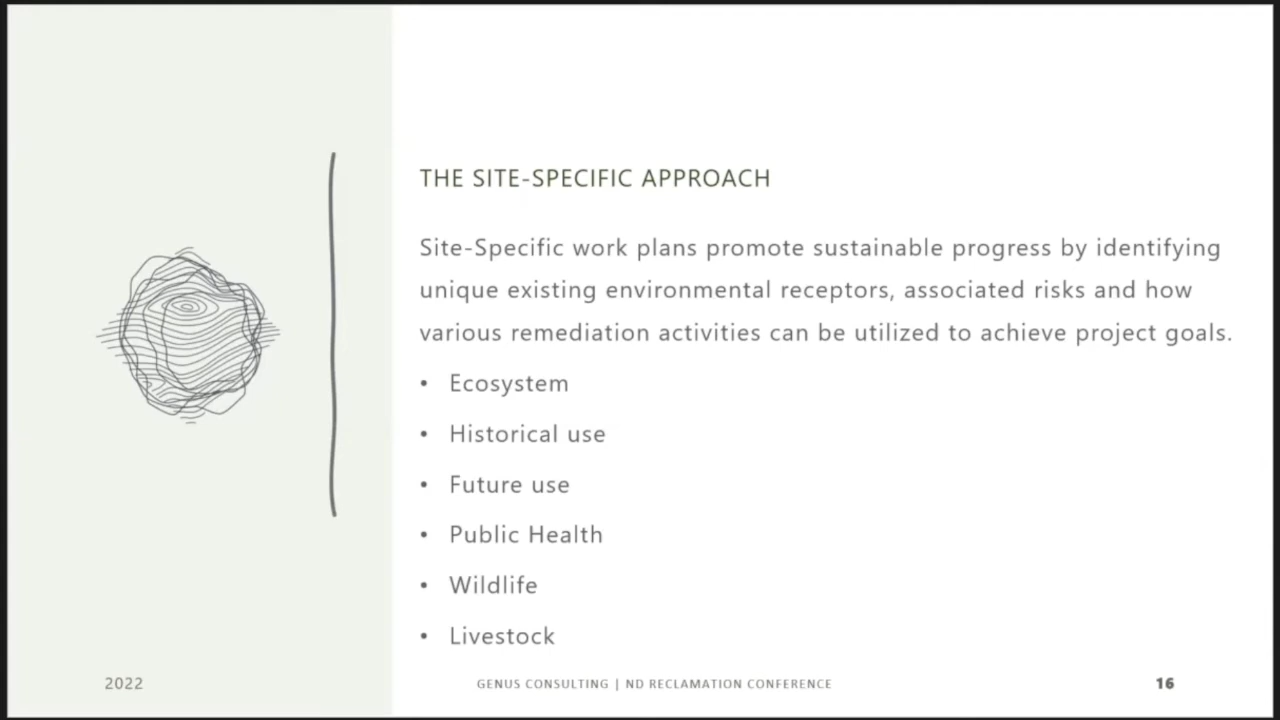 THE SITE-SPECIFIC APPROACH
Site-Specific work plans promote sustainable progress by identifying
unique existing environmental receptors, associated risks and how
various remediation activities can be utilized to achieve project goals.
• Ecosystem
• Historical use
• Future use
• Public Health
• Wildlife
• Livestock
2022
GENUS CONSULTING | ND RECLAMATION CONFERENCE
16